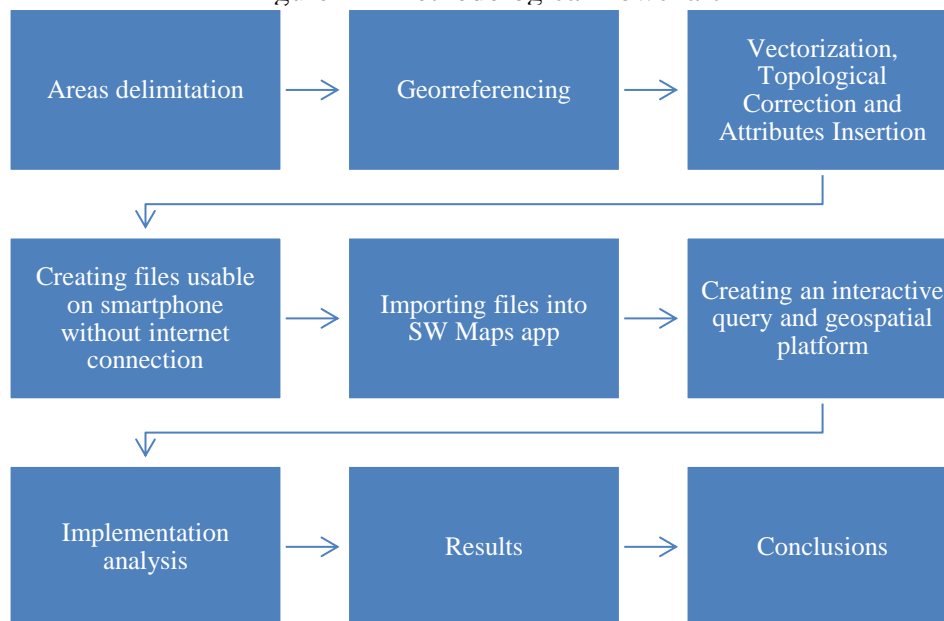 Areas delimitation
Georreferencing
Vectorization,
Topological
Correction and
Attributes Insertion
Creating files usable
on smartphone
without internet
connection
Importing files into
SW Maps app
Creating an interactive
query and geospatial
platform
Implementation
analysis
Results
Conclusions